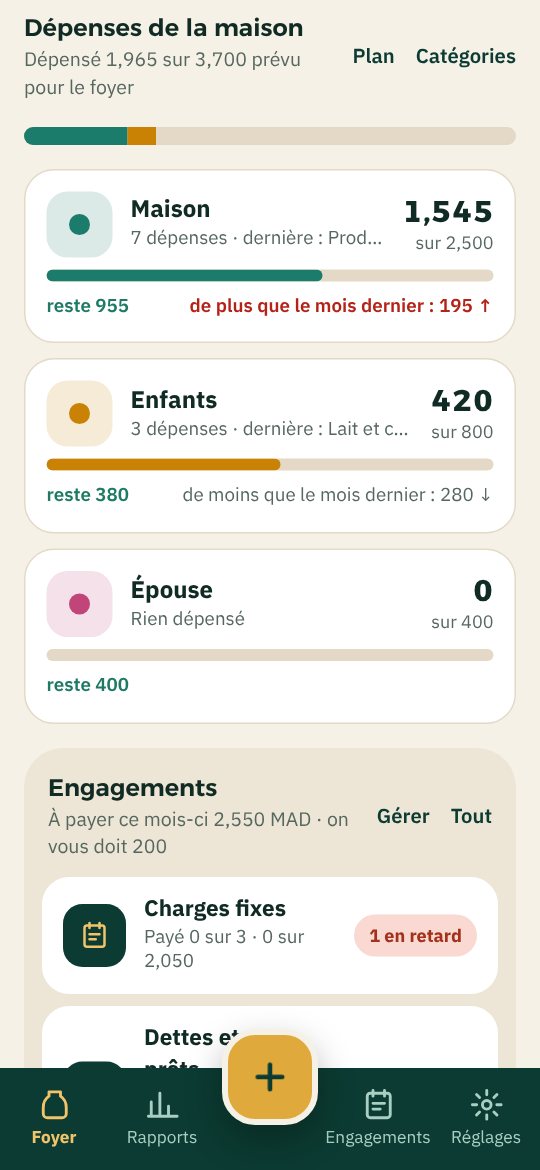 Dépenses de la maison
Dépensé 1,965 sur 3,700 prévu
pour le foyer
Plan Catégories
Maison
1,545
7 dépenses · dernière : Prod...
sur 2,500
reste 955
de plus que le mois dernier : 195 ↑
Enfants
420
3 dépenses · dernière : Lait et c...
sur 800
reste 380
de moins que le mois dernier : 280 ↓
Épouse
0
Rien dépensé
sur 400
reste 400
Engagements
À payer ce mois-ci 2,550 MAD · on
vous doit 200
Gérer Tout
Charges fixes
Payé 0 sur 3 · 0 sur
2,050
1 en retard
Dettes et
prêts
+
Foyer Rapports Engagements Réglages